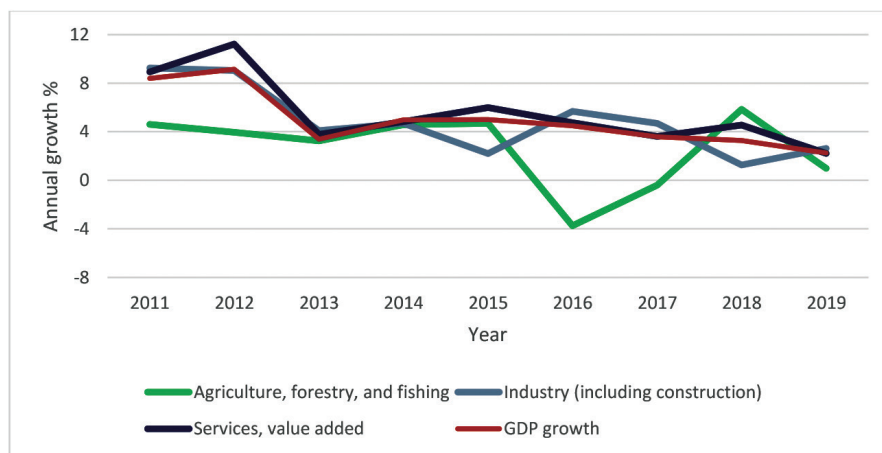 Annual growth %
12
8
4
0
-4
-8
2011 2012 2013 2014 2015 2016 2017 2018 2019
Year
Agriculture, forestry, and fishing Industry (including construction)
Services, value added GDP growth